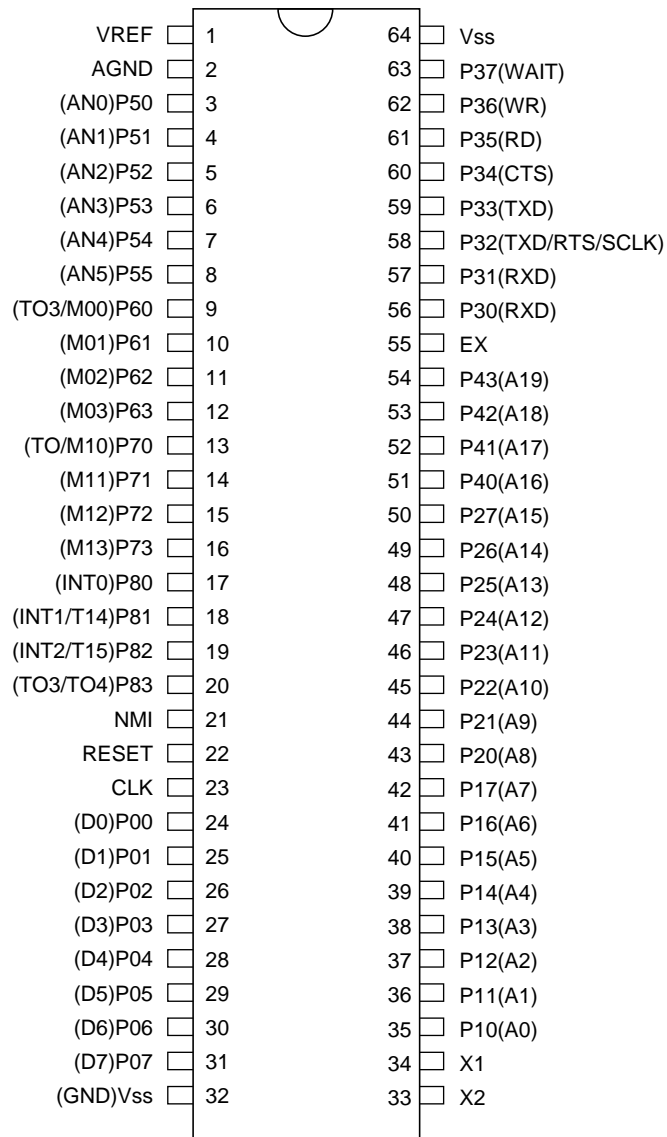 VREF 1 64 Vss
AGND 2 63 P37(WAIT)
(AN0)P50 3 62 P36(WR)
(AN1)P51 4 61 P35(RD)
(AN2)P52 5 60 P34(CTS)
(AN3)P53 6 59 P33(TXD)
(AN4)P54 7 58 P32(TXD/RTS/SCLK)
(AN5)P55 8 57 P31(RXD)
(TO3/M00)P60 9 56 P30(RXD)
(M01)P61 10 55 EX
(M02)P62 11 54 P43(A19)
(M03)P63 12 53 P42(A18)
(TO/M10)P70 13 52 P41(A17)
(M11)P71 14 51 P40(A16)
(M12)P72 15 50 P27(A15)
(M13)P73 16 49 P26(A14)
(INT0)P80 17 48 P25(A13)
(INT1/T14)P81 18 47 P24(A12)
(INT2/T15)P82 19 46 P23(A11)
(TO3/TO4)P83 20 45 P22(A10)
NMI 21 44 P21(A9)
RESET 22 43 P20(A8)
CLK 23 42 P17(A7)
(D0)P00 24 41 P16(A6)
(D1)P01 25 40 P15(A5)
(D2)P02 26 39 P14(A4)
(D3)P03 27 38 P13(A3)
(D4)P04 28 37 P12(A2)
(D5)P05 29 36 P11(A1)
(D6)P06 30 35 P10(A0)
(D7)P07 31 34 X1
(GND)Vss 32 33 X2